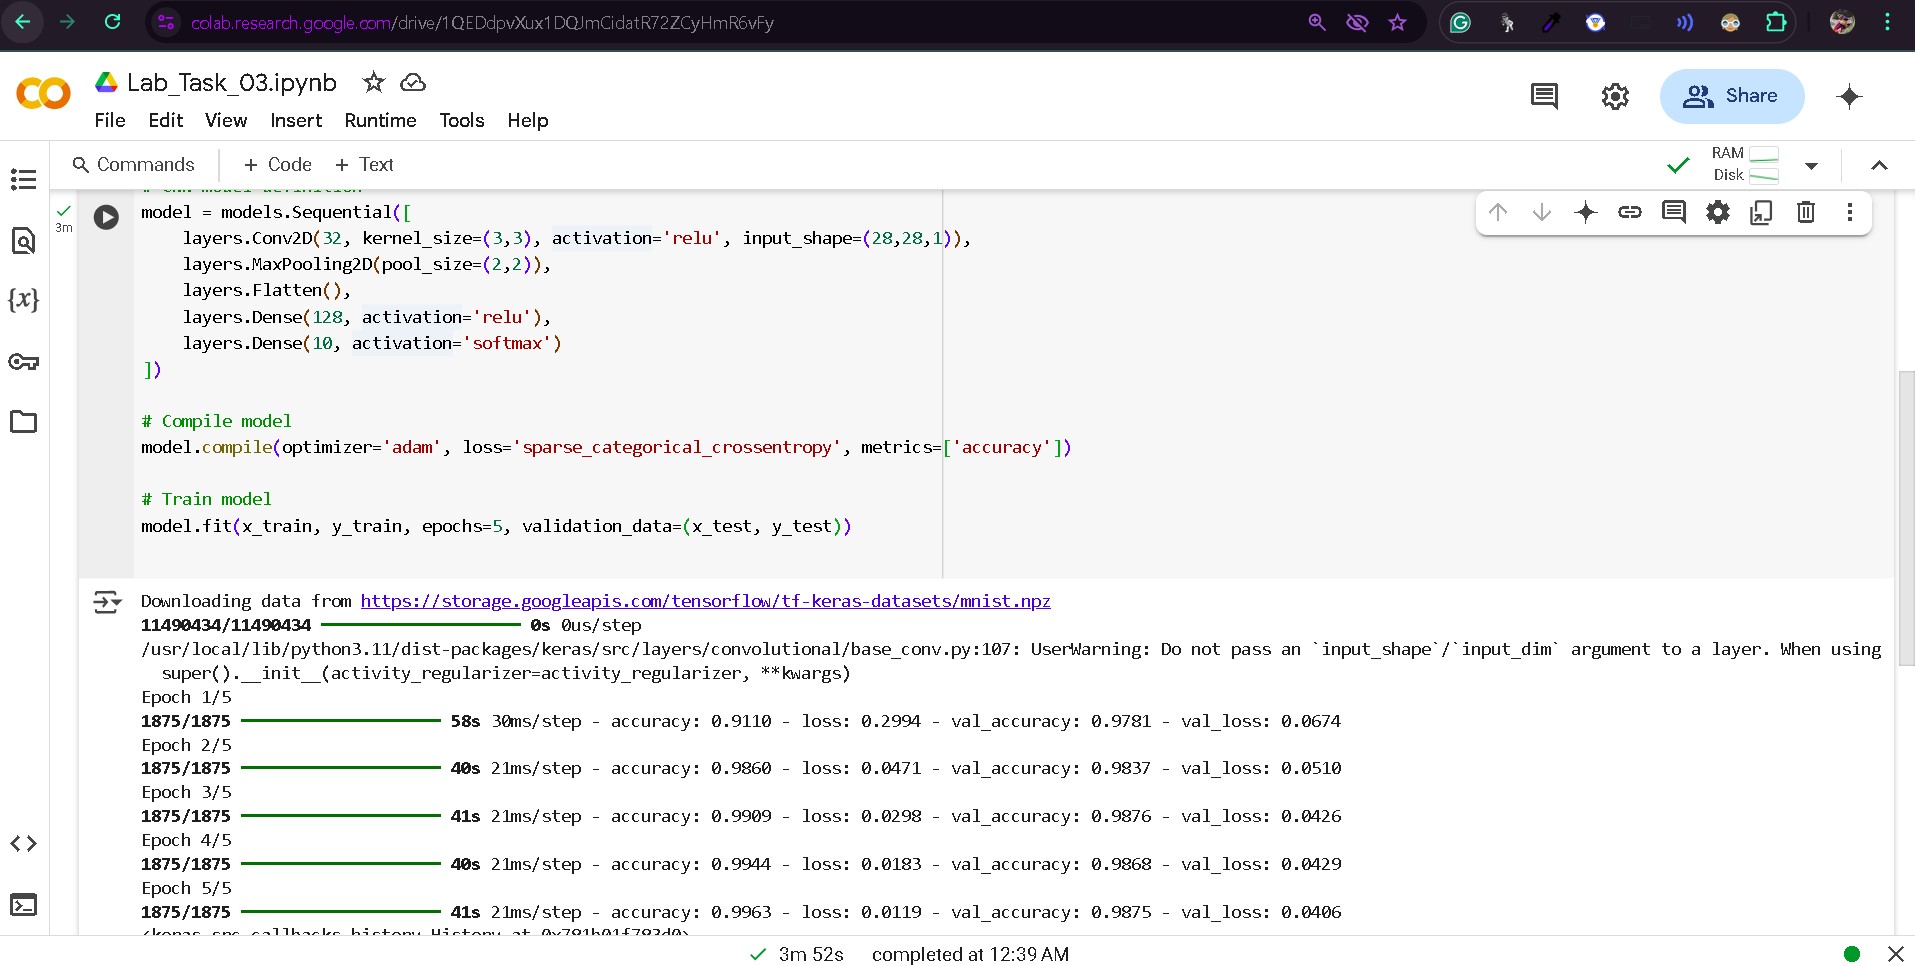 colab.research.google.com/drive/1QEDdpvXux1DQJmCidatR72ZCyHmR6vFy
Lab_Task_03.ipynb
Share
File Edit View Insert Runtime Tools Help
Commands + Code + Text
RAM
Disk
3m
# CNN model definition
model = models.Sequential([
    layers.Conv2D(32, kernel_size=(3,3), activation='relu', input_shape=(28,28,1)),
    layers.MaxPooling2D(pool_size=(2,2)),
    layers.Flatten(),
    layers.Dense(128, activation='relu'),
    layers.Dense(10, activation='softmax')
])
# Compile model
model.compile(optimizer='adam', loss='sparse_categorical_crossentropy', metrics=['accuracy'])
# Train model
model.fit(x_train, y_train, epochs=5, validation_data=(x_test, y_test))
Downloading data from https://storage.googleapis.com/tensorflow/tf-keras-datasets/mnist.npz
11490434/11490434 0s 0us/step
/usr/local/lib/python3.11/dist-packages/keras/src/layers/convolutional/base_conv.py:107: UserWarning: Do not pass an `input_shape`/`input_dim` argument to a layer. When using
  super().__init__(activity_regularizer=activity_regularizer, **kwargs)
Epoch 1/5
1875/1875 58s 30ms/step - accuracy: 0.9110 - loss: 0.2994 - val_accuracy: 0.9781 - val_loss: 0.0674
Epoch 2/5
1875/1875 40s 21ms/step - accuracy: 0.9860 - loss: 0.0471 - val_accuracy: 0.9837 - val_loss: 0.0510
Epoch 3/5
1875/1875 41s 21ms/step - accuracy: 0.9909 - loss: 0.0298 - val_accuracy: 0.9876 - val_loss: 0.0426
Epoch 4/5
1875/1875 40s 21ms/step - accuracy: 0.9944 - loss: 0.0183 - val_accuracy: 0.9868 - val_loss: 0.0429
Epoch 5/5
1875/1875 41s 21ms/step - accuracy: 0.9963 - loss: 0.0119 - val_accuracy: 0.9875 - val_loss: 0.0406
<keras.src.callbacks.history.History at
3m 52s completed at 12:39 AM